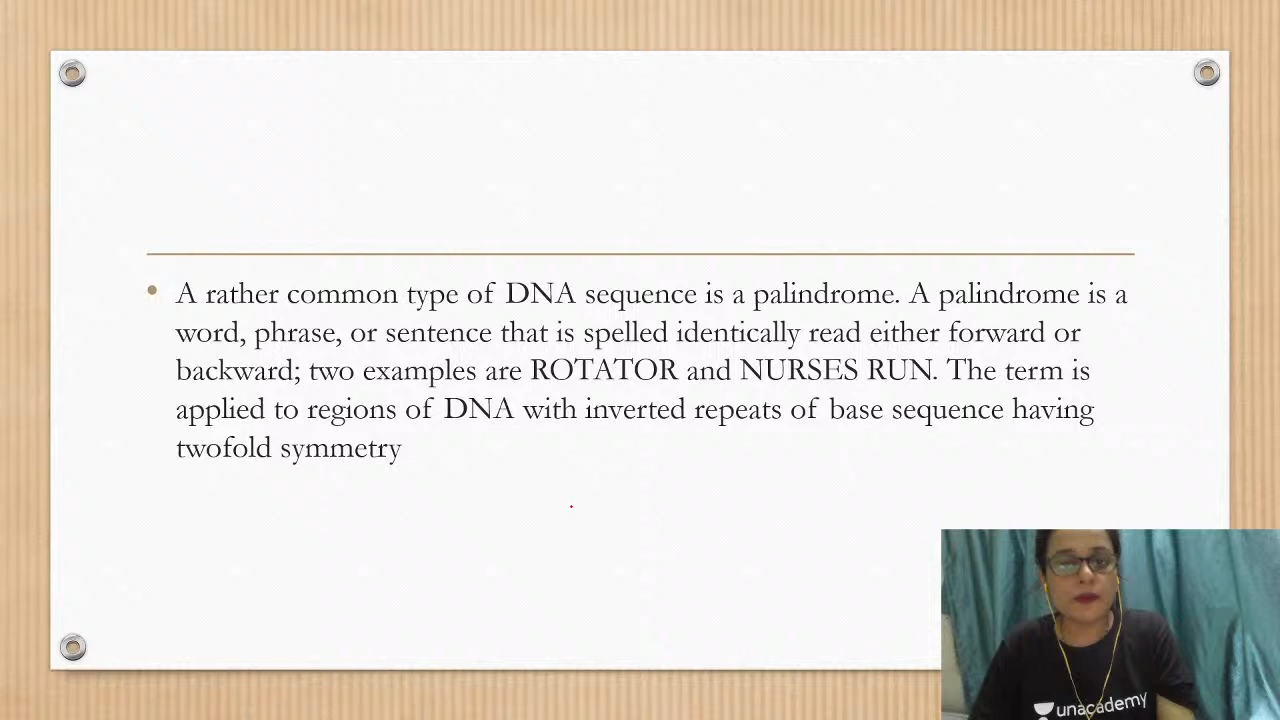 • A rather common type of DNA sequence is a palindrome. A palindrome is a
word, phrase, or sentence that is spelled identically read either forward or
backward; two examples are ROTATOR and NURSES RUN. The term is
applied to regions of DNA with inverted repeats of base sequence having
twofold symmetry
unacademy